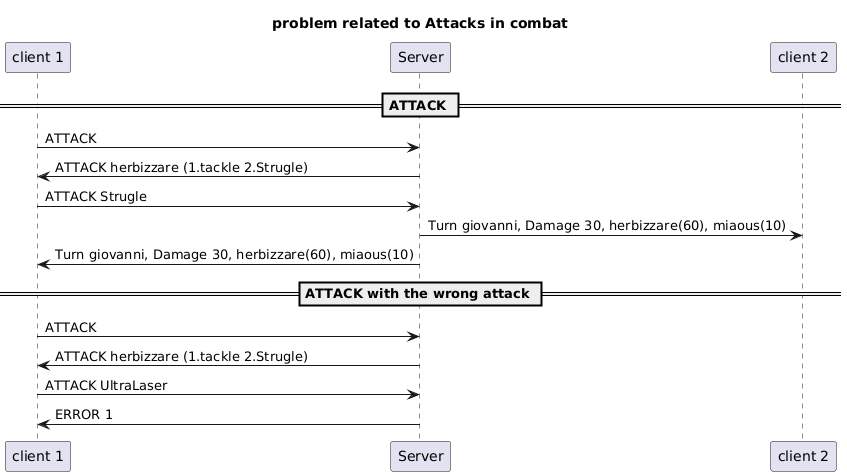 problem related to Attacks in combat
client 1 Server client 2
ATTACK
ATTACK
ATTACK herbizzare (1.tackle 2.Strugle)
ATTACK Strugle
Turn giovanni, Damage 30, herbizzare(60), miaous(10)
Turn giovanni, Damage 30, herbizzare(60), miaous(10)
ATTACK with the wrong attack
ATTACK
ATTACK herbizzare (1.tackle 2.Strugle)
ATTACK UltraLaser
ERROR 1
client 1 Server client 2